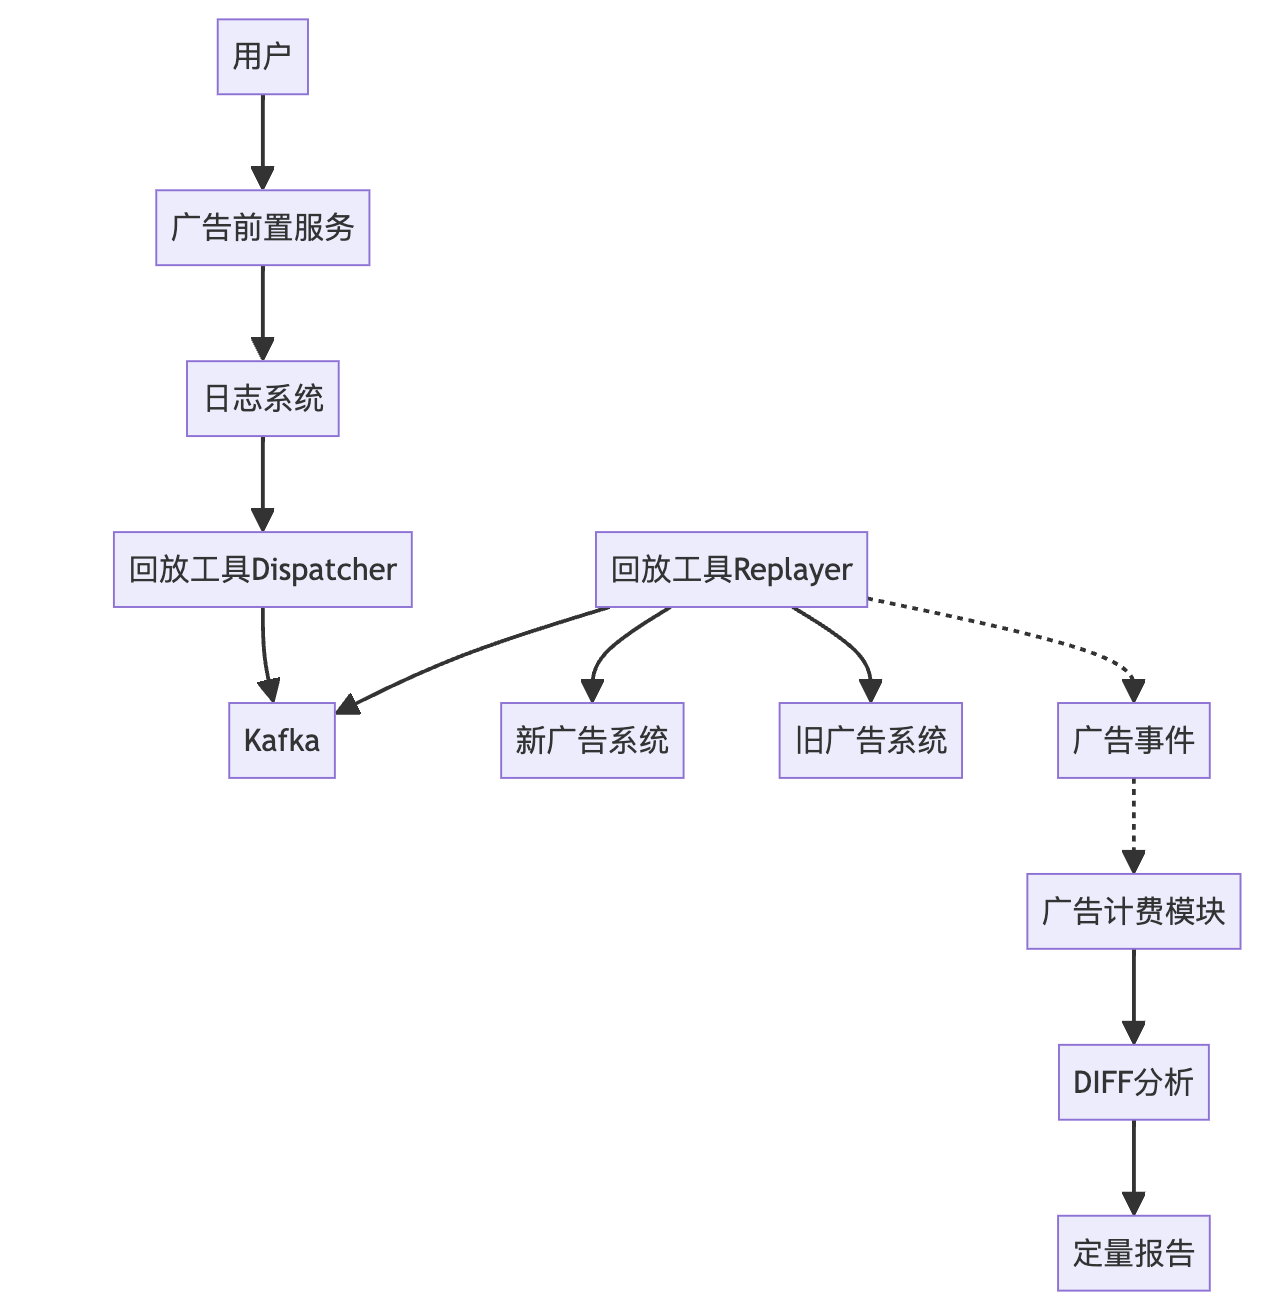 用户
广告前置服务
日志系统
回放工具Dispatcher
回放工具Replayer
Kafka
新广告系统
旧广告系统
广告事件
广告计费模块
DIFF分析
定量报告